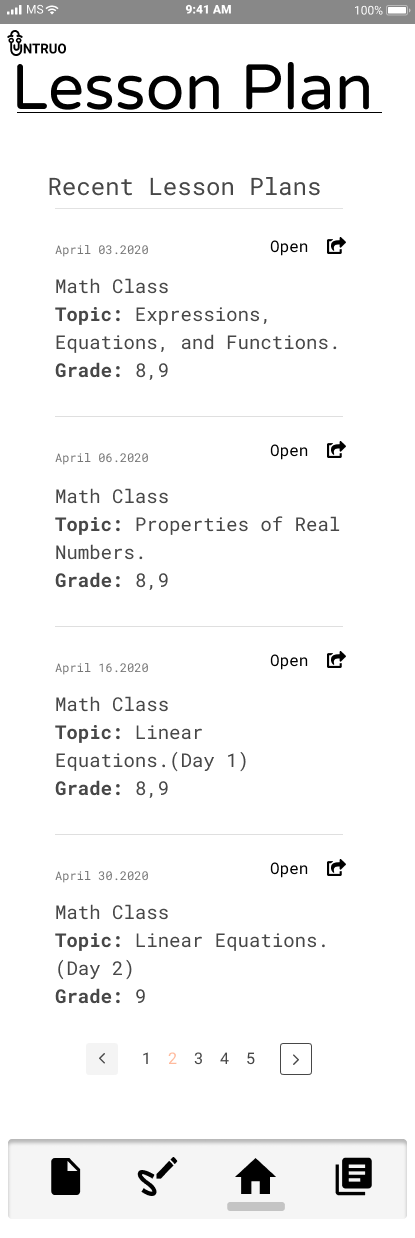 MS
9:41 AM
100%
UNTRUO
Lesson Plan
Recent Lesson Plans
April 03.2020
Open
Math Class
Topic: Expressions,
Equations, and Functions.
Grade: 8,9
April 06.2020
Open
Math Class
Topic: Properties of Real
Numbers.
Grade: 8,9
April 16.2020
Open
Math Class
Topic: Linear
Equations.(Day 1)
Grade: 8,9
April 30.2020
Open
Math Class
Topic: Linear Equations.
(Day 2)
Grade: 9
1 2 3 4 5